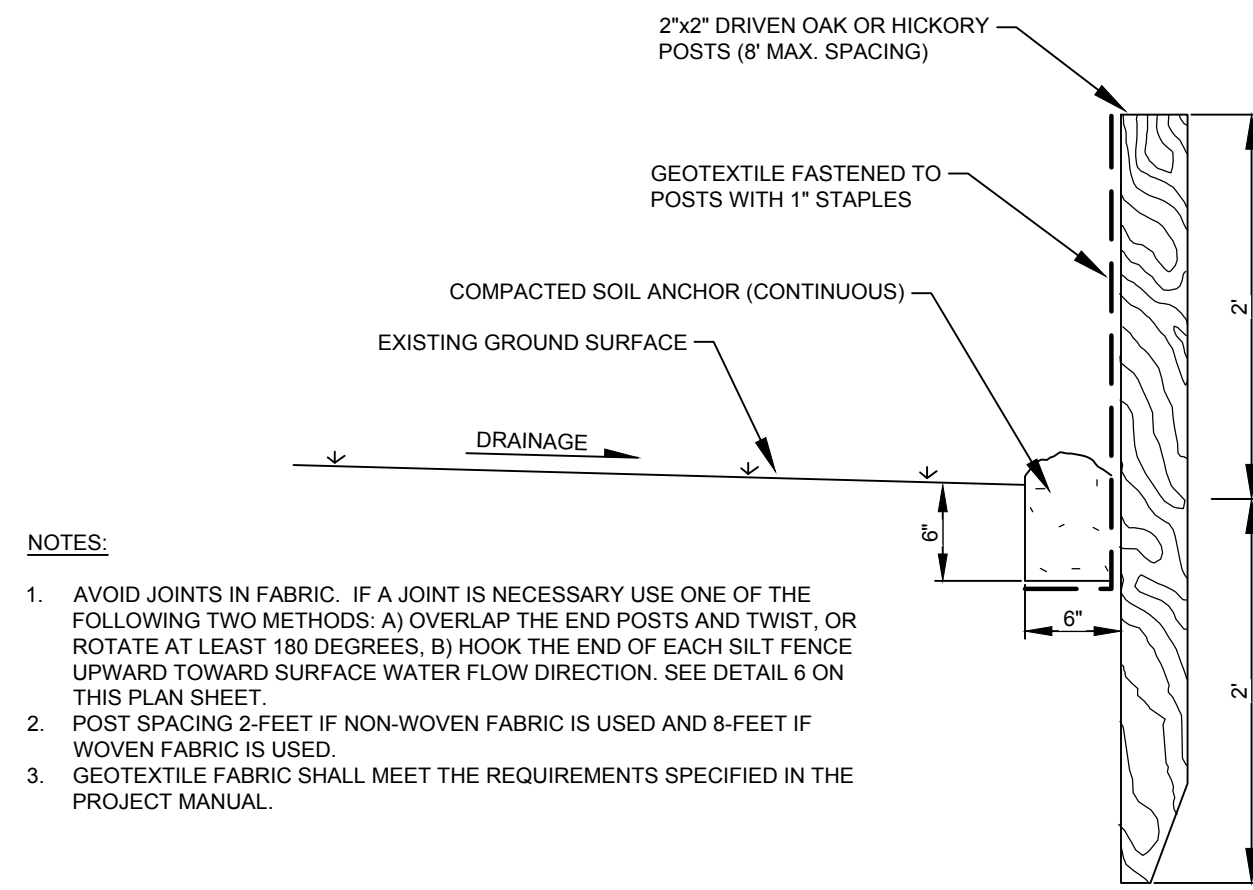 2"x2" DRIVEN OAK OR HICKORY
POSTS (8' MAX. SPACING)
GEOTEXTILE FASTENED TO
POSTS WITH 1" STAPLES
COMPACTED SOIL ANCHOR (CONTINUOUS)
EXISTING GROUND SURFACE
DRAINAGE
2'
6"
6"
2'
NOTES:
1. AVOID JOINTS IN FABRIC. IF A JOINT IS NECESSARY USE ONE OF THE
FOLLOWING TWO METHODS: A) OVERLAP THE END POSTS AND TWIST, OR
ROTATE AT LEAST 180 DEGREES, B) HOOK THE END OF EACH SILT FENCE
UPWARD TOWARD SURFACE WATER FLOW DIRECTION. SEE DETAIL 6 ON
THIS PLAN SHEET.
2. POST SPACING 2-FEET IF NON-WOVEN FABRIC IS USED AND 8-FEET IF
WOVEN FABRIC IS USED.
3. GEOTEXTILE FABRIC SHALL MEET THE REQUIREMENTS SPECIFIED IN THE
PROJECT MANUAL.